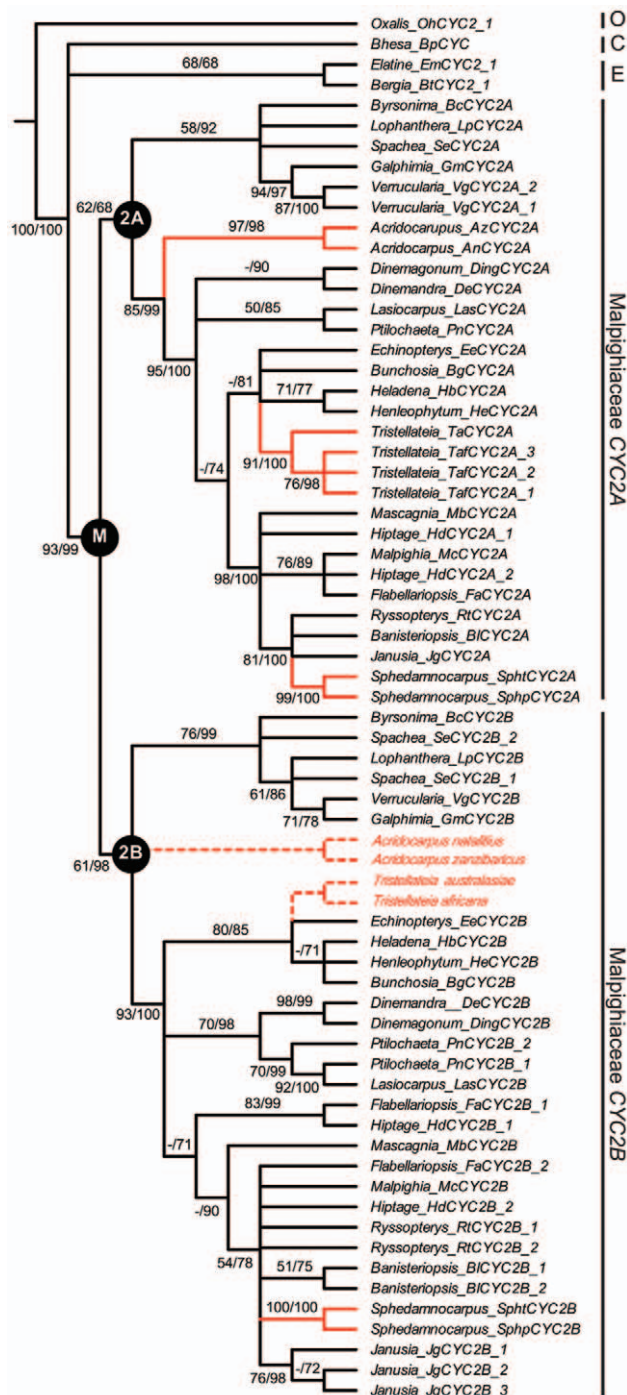 Oxalis_OhCYC2_1
O
Bhesa_BpCYC
C
68/68
Elatine_EmCYC2_1
E
Bergia_BtCYC2_1
58/92
Byrsonima_BcCYC2A
Lophanthera_LpCYC2A
Spachea_SeCYC2A
Galphimia_GmCYC2A
94/97
Verrucularia_VgCYC2A_2
87/100
Verrucularia_VgCYC2A_1
62/68
2A
100/100
97/98
Acridocarupus_AzCYC2A
Acridocarpus_AnCYC2A
-/90
Dinemagonum_DingCYC2A
85/99
Dinemandra_DeCYC2A
50/85
Lasiocarpus_LasCYC2A
Ptilochaeta_PnCYC2A
95/100
Echinopterys_EeCYC2A
-/81
Bunchosia_BgCYC2A
71/77
Heladena_HbCYC2A
Henleophytum_HeCYC2A
Tristellateia_TaCYC2A
91/100
Tristellateia_TafCYC2A_3
-/74
76/98
Tristellateia_TafCYC2A_2
Tristellateia_TafCYC2A_1
Mascagnia_MbCYC2A
M
93/99
Hiptage_HdCYC2A_1
76/89
Malpighia_McCYC2A
98/100
Hiptage_HdCYC2A_2
Flabellariopsis_FaCYC2A
Ryssopterys_RtCYC2A
Banisteriopsis_BlCYC2A
81/100
Janusia_JgCYC2A
Sphedamnocarpus_SphtCYC2A
99/100
Sphedamnocarpus_SphpCYC2A
Malpighiaceae CYC2A
76/99
Byrsonima_BcCYC2B
Spachea_SeCYC2B_2
Lophanthera_LpCYC2B
61/86
Spachea_SeCYC2B_1
71/78
Verrucularia_VgCYC2B
Galphimia_GmCYC2B
2B
61/98
Acridocarpus natalitius
Acridocarpus zanzibaricus
Tristellateia australasiae
Tristellateia africana
80/85
Echinopterys_EeCYC2B
-/71
Heladena_HbCYC2B
Henleophytum_HeCYC2B
Bunchosia_BgCYC2B
93/100
98/99
Dinemandra__DeCYC2B
70/98
Dinemagonum_DingCYC2B
Ptilochaeta_PnCYC2B_2
70/99
Ptilochaeta_PnCYC2B_1
92/100
Lasiocarpus_LasCYC2B
83/99
Flabellariopsis_FaCYC2B_1
Hiptage_HdCYC2B_1
-/71
Mascagnia_MbCYC2B
Flabellariopsis_FaCYC2B_2
Malpighia_McCYC2B
-/90
Hiptage_HdCYC2B_2
Ryssopterys_RtCYC2B_1
Ryssopterys_RtCYC2B_2
54/78
51/75
Banisteriopsis_BlCYC2B_1
Banisteriopsis_BlCYC2B_2
100/100
Sphedamnocarpus_SphtCYC2B
Sphedamnocarpus_SphpCYC2B
Janusia_JgCYC2B_1
-/72
Janusia_JgCYC2B_2
76/98
Janusia_JgCYC2B_3
Malpighiaceae CYC2B